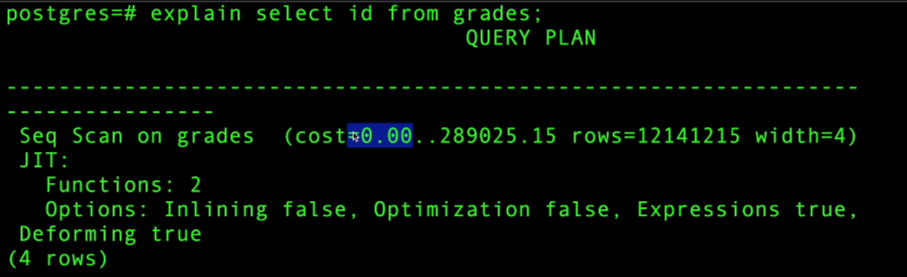 postgres=# explain select id from grades;
QUERY PLAN
--------------------------------------------------------------------
----------------
Seq Scan on grades  (cost=0.00..289025.15 rows=12141215 width=4)
JIT:
Functions: 2
Options: Inlining false, Optimization false, Expressions true,
Deforming true
(4 rows)